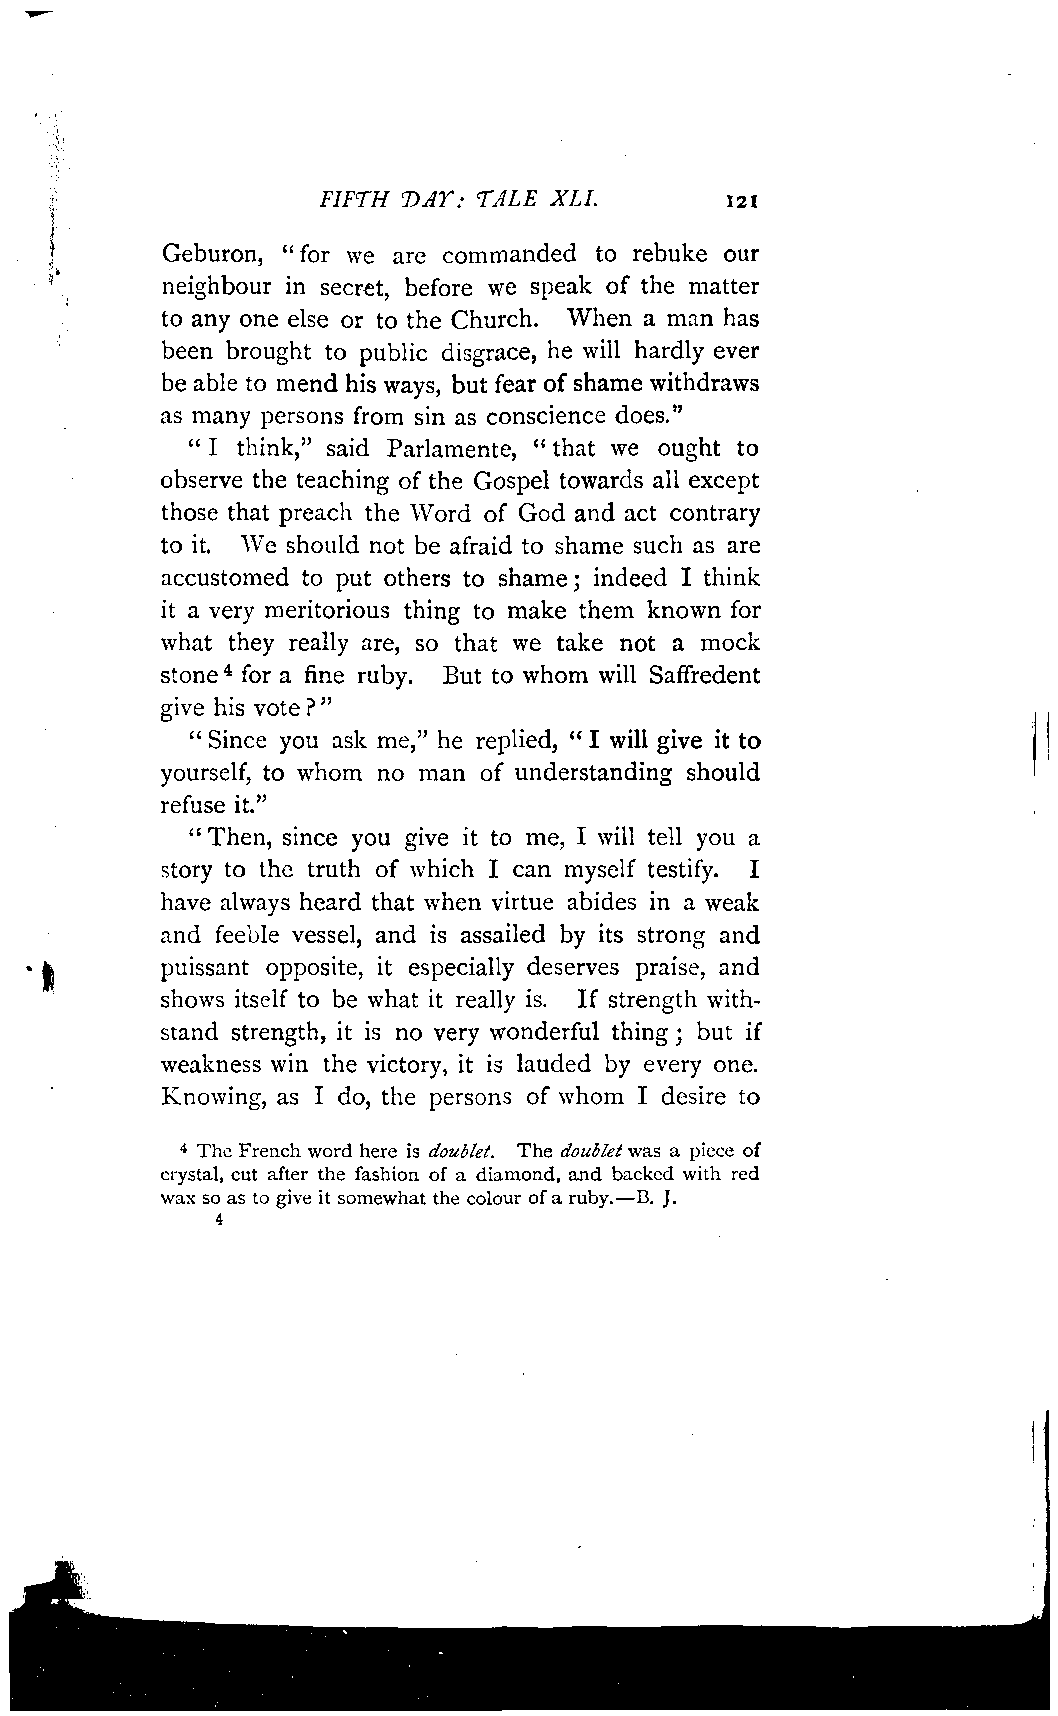 FIFTH DAY: TALE XLI. 121
Geburon, “for we are commanded to rebuke our
neighbour in secret, before we speak of the matter
to any one else or to the Church. When a man has
been brought to public disgrace, he will hardly ever
be able to mend his ways, but fear of shame withdraws
as many persons from sin as conscience does.”
“I think,” said Parlamente, “that we ought to
observe the teaching of the Gospel towards all except
those that preach the Word of God and act contrary
to it. We should not be afraid to shame such as are
accustomed to put others to shame; indeed I think
it a very meritorious thing to make them known for
what they really are, so that we take not a mock
stone⁴ for a fine ruby. But to whom will Saffredent
give his vote?”
“Since you ask me,” he replied, “I will give it to
yourself, to whom no man of understanding should
refuse it.”
“Then, since you give it to me, I will tell you a
story to the truth of which I can myself testify. I
have always heard that when virtue abides in a weak
and feeble vessel, and is assailed by its strong and
puissant opposite, it especially deserves praise, and
shows itself to be what it really is. If strength with-
stand strength, it is no very wonderful thing; but if
weakness win the victory, it is lauded by every one.
Knowing, as I do, the persons of whom I desire to
⁴ The French word here is doublet. The doublet was a piece of
crystal, cut after the fashion of a diamond, and backed with red
wax so as to give it somewhat the colour of a ruby.—B. J.
4